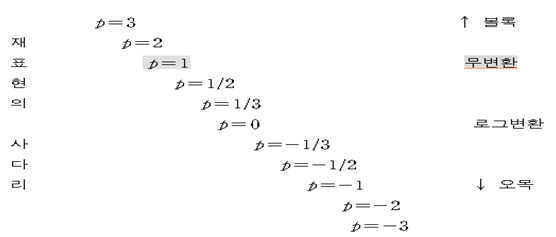 p=3 ↑ 볼록
재 p=2
표 p=1 무변환
현 p=1/2
의 p=1/3
p=0 로그변환
사 p=−1/3
다 p=−1/2
리 p=−1 ↓ 오목
p=−2
p=−3